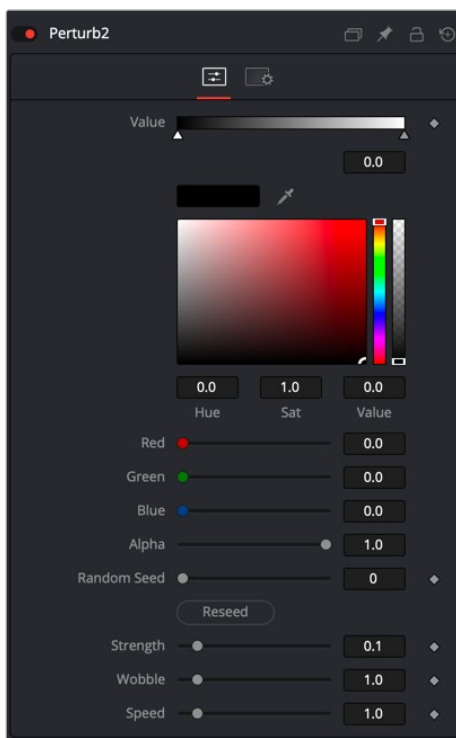 Perturb2
Value
0.0
0.0 1.0 0.0
Hue Sat Value
Red 0.0
Green 0.0
Blue 0.0
Alpha 1.0
Random Seed 0
Reseed
Strength 0.1
Wobble 1.0
Speed 1.0